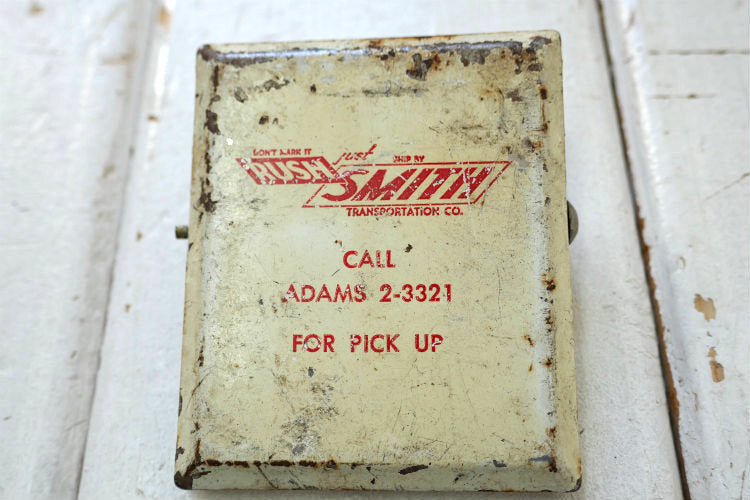 DON'T MARK IT
RUSH just SHIP BY
SMITH
TRANSPORTATION CO.
CALL
ADAMS 2-3321
FOR PICK UP